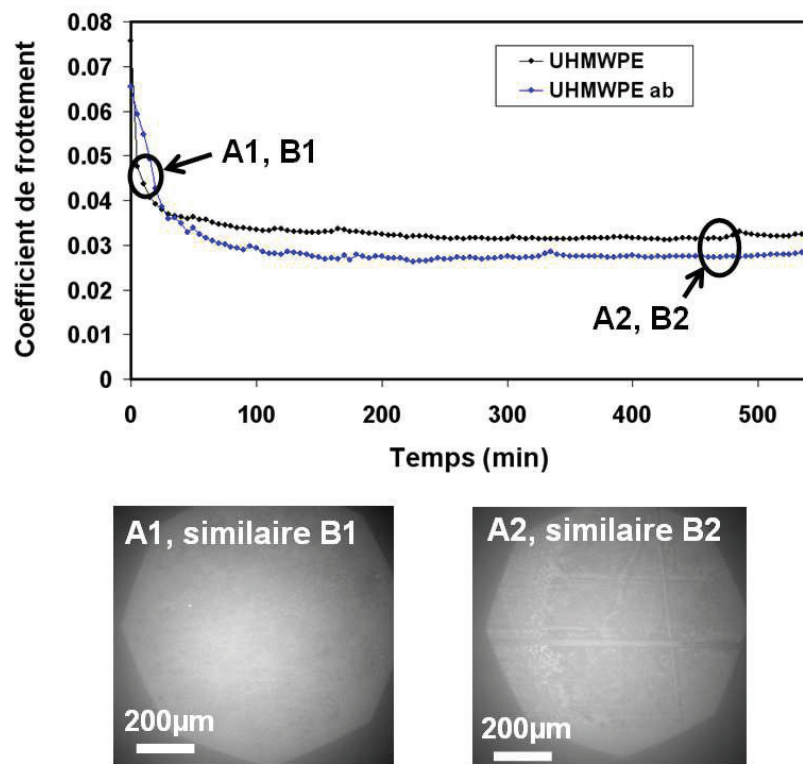 0.08
0.07
0.06
0.05
0.04
0.03
0.02
0.01
0
Coefficient de frottement
UHMWPE
UHMWPE ab
A1, B1
A2, B2
0 100 200 300 400 500
Temps (min)
A1, similaire B1
200µm
A2, similaire B2
200µm